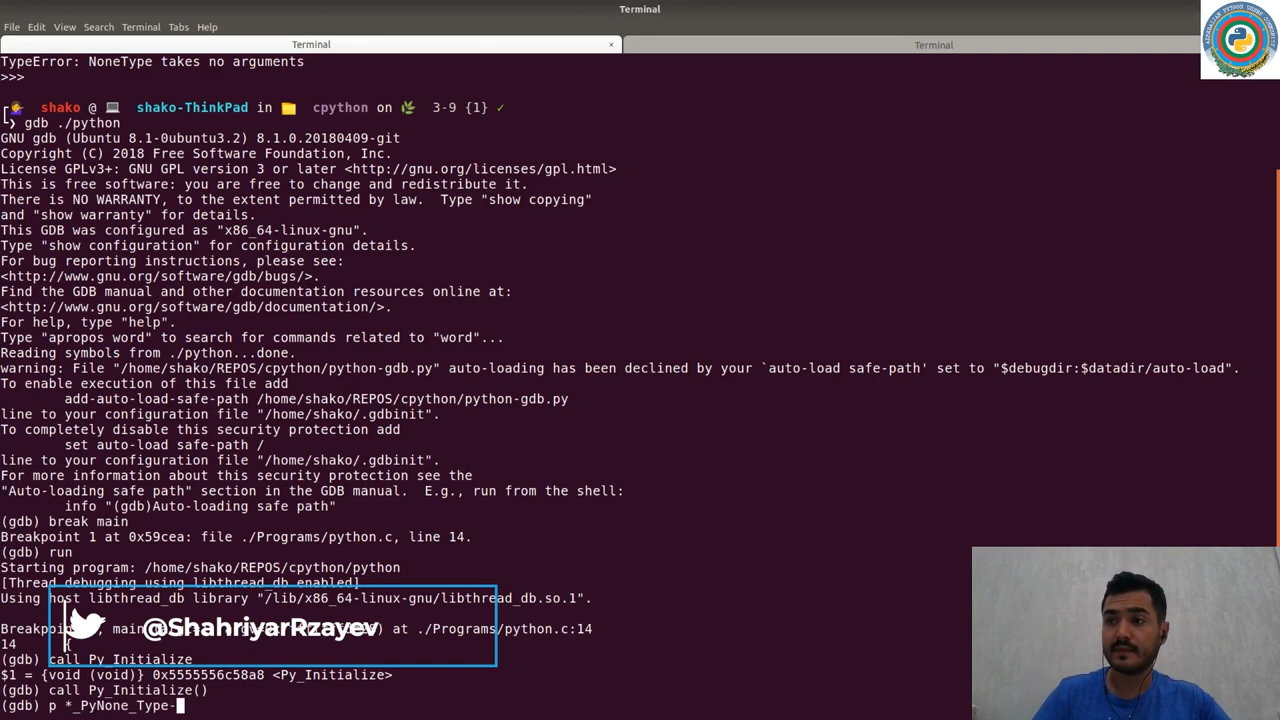 Terminal
File Edit View Search Terminal Tabs Help
Terminal × Terminal
TypeError: NoneType takes no arguments
>>>
shako @ shako-ThinkPad in cpython on 3-9 {1} ✓
❯ gdb ./python
GNU gdb (Ubuntu 8.1-0ubuntu3.2) 8.1.0.20180409-git
Copyright (C) 2018 Free Software Foundation, Inc.
License GPLv3+: GNU GPL version 3 or later <http://gnu.org/licenses/gpl.html>
This is free software: you are free to change and redistribute it.
There is NO WARRANTY, to the extent permitted by law.  Type "show copying"
and "show warranty" for details.
This GDB was configured as "x86_64-linux-gnu".
Type "show configuration" for configuration details.
For bug reporting instructions, please see:
<http://www.gnu.org/software/gdb/bugs/>.
Find the GDB manual and other documentation resources online at:
<http://www.gnu.org/software/gdb/documentation/>.
For help, type "help".
Type "apropos word" to search for commands related to "word"...
Reading symbols from ./python...done.
warning: File "/home/shako/REPOS/cpython/python-gdb.py" auto-loading has been declined by your `auto-load safe-path' set to "$debugdir:$datadir/auto-load".
To enable execution of this file add
add-auto-load-safe-path /home/shako/REPOS/cpython/python-gdb.py
line to your configuration file "/home/shako/.gdbinit".
To completely disable this security protection add
set auto-load safe-path /
line to your configuration file "/home/shako/.gdbinit".
For more information about this security protection see the
"Auto-loading safe path" section in the GDB manual.  E.g., run from the shell:
info "(gdb)Auto-loading safe path"
(gdb) break main
Breakpoint 1 at 0x59cea: file ./Programs/python.c, line 14.
(gdb) run
Starting program: /home/shako/REPOS/cpython/python
[Thread debugging using libthread_db enabled]
Using host libthread_db library "/lib/x86_64-linux-gnu/libthread_db.so.1".
@ShahriyarRzayev
at ./Programs/python.c:14
14 {
(gdb) call Py_Initialize
$1 = {void (void)} 0x5555556c58a8 <Py_Initialize>
(gdb) call Py_Initialize()
(gdb) p *_PyNone_Type-